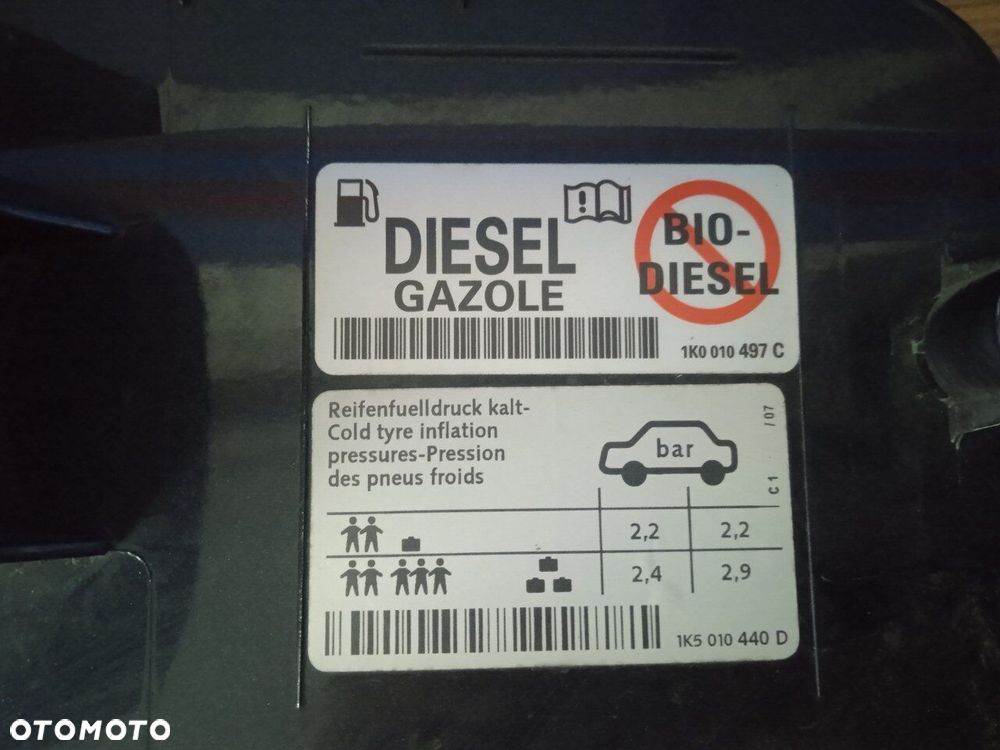 DIESEL
GAZOLE
BIO-
DIESEL
1K0 010 497 C
Reifenfuelldruck kalt-
Cold tyre inflation
pressures-Pression
des pneus froids
bar
C 1 / 07
2,2 2,2
2,4 2,9
1K5 010 440 D
OTOMOTO